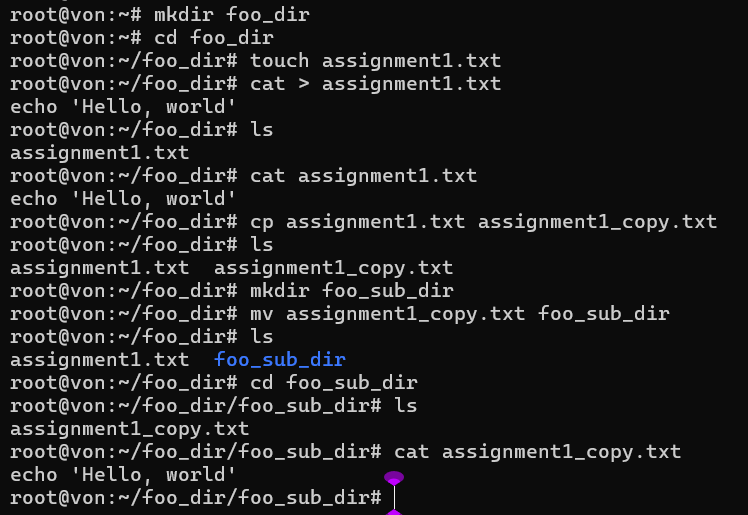 root@von:~# mkdir foo_dir
root@von:~# cd foo_dir
root@von:~/foo_dir# touch assignment1.txt
root@von:~/foo_dir# cat > assignment1.txt
echo 'Hello, world'
root@von:~/foo_dir# ls
assignment1.txt
root@von:~/foo_dir# cat assignment1.txt
echo 'Hello, world'
root@von:~/foo_dir# cp assignment1.txt assignment1_copy.txt
root@von:~/foo_dir# ls
assignment1.txt  assignment1_copy.txt
root@von:~/foo_dir# mkdir foo_sub_dir
root@von:~/foo_dir# mv assignment1_copy.txt foo_sub_dir
root@von:~/foo_dir# ls
assignment1.txt  foo_sub_dir
root@von:~/foo_dir# cd foo_sub_dir
root@von:~/foo_dir/foo_sub_dir# ls
assignment1_copy.txt
root@von:~/foo_dir/foo_sub_dir# cat assignment1_copy.txt
echo 'Hello, world'
root@von:~/foo_dir/foo_sub_dir#